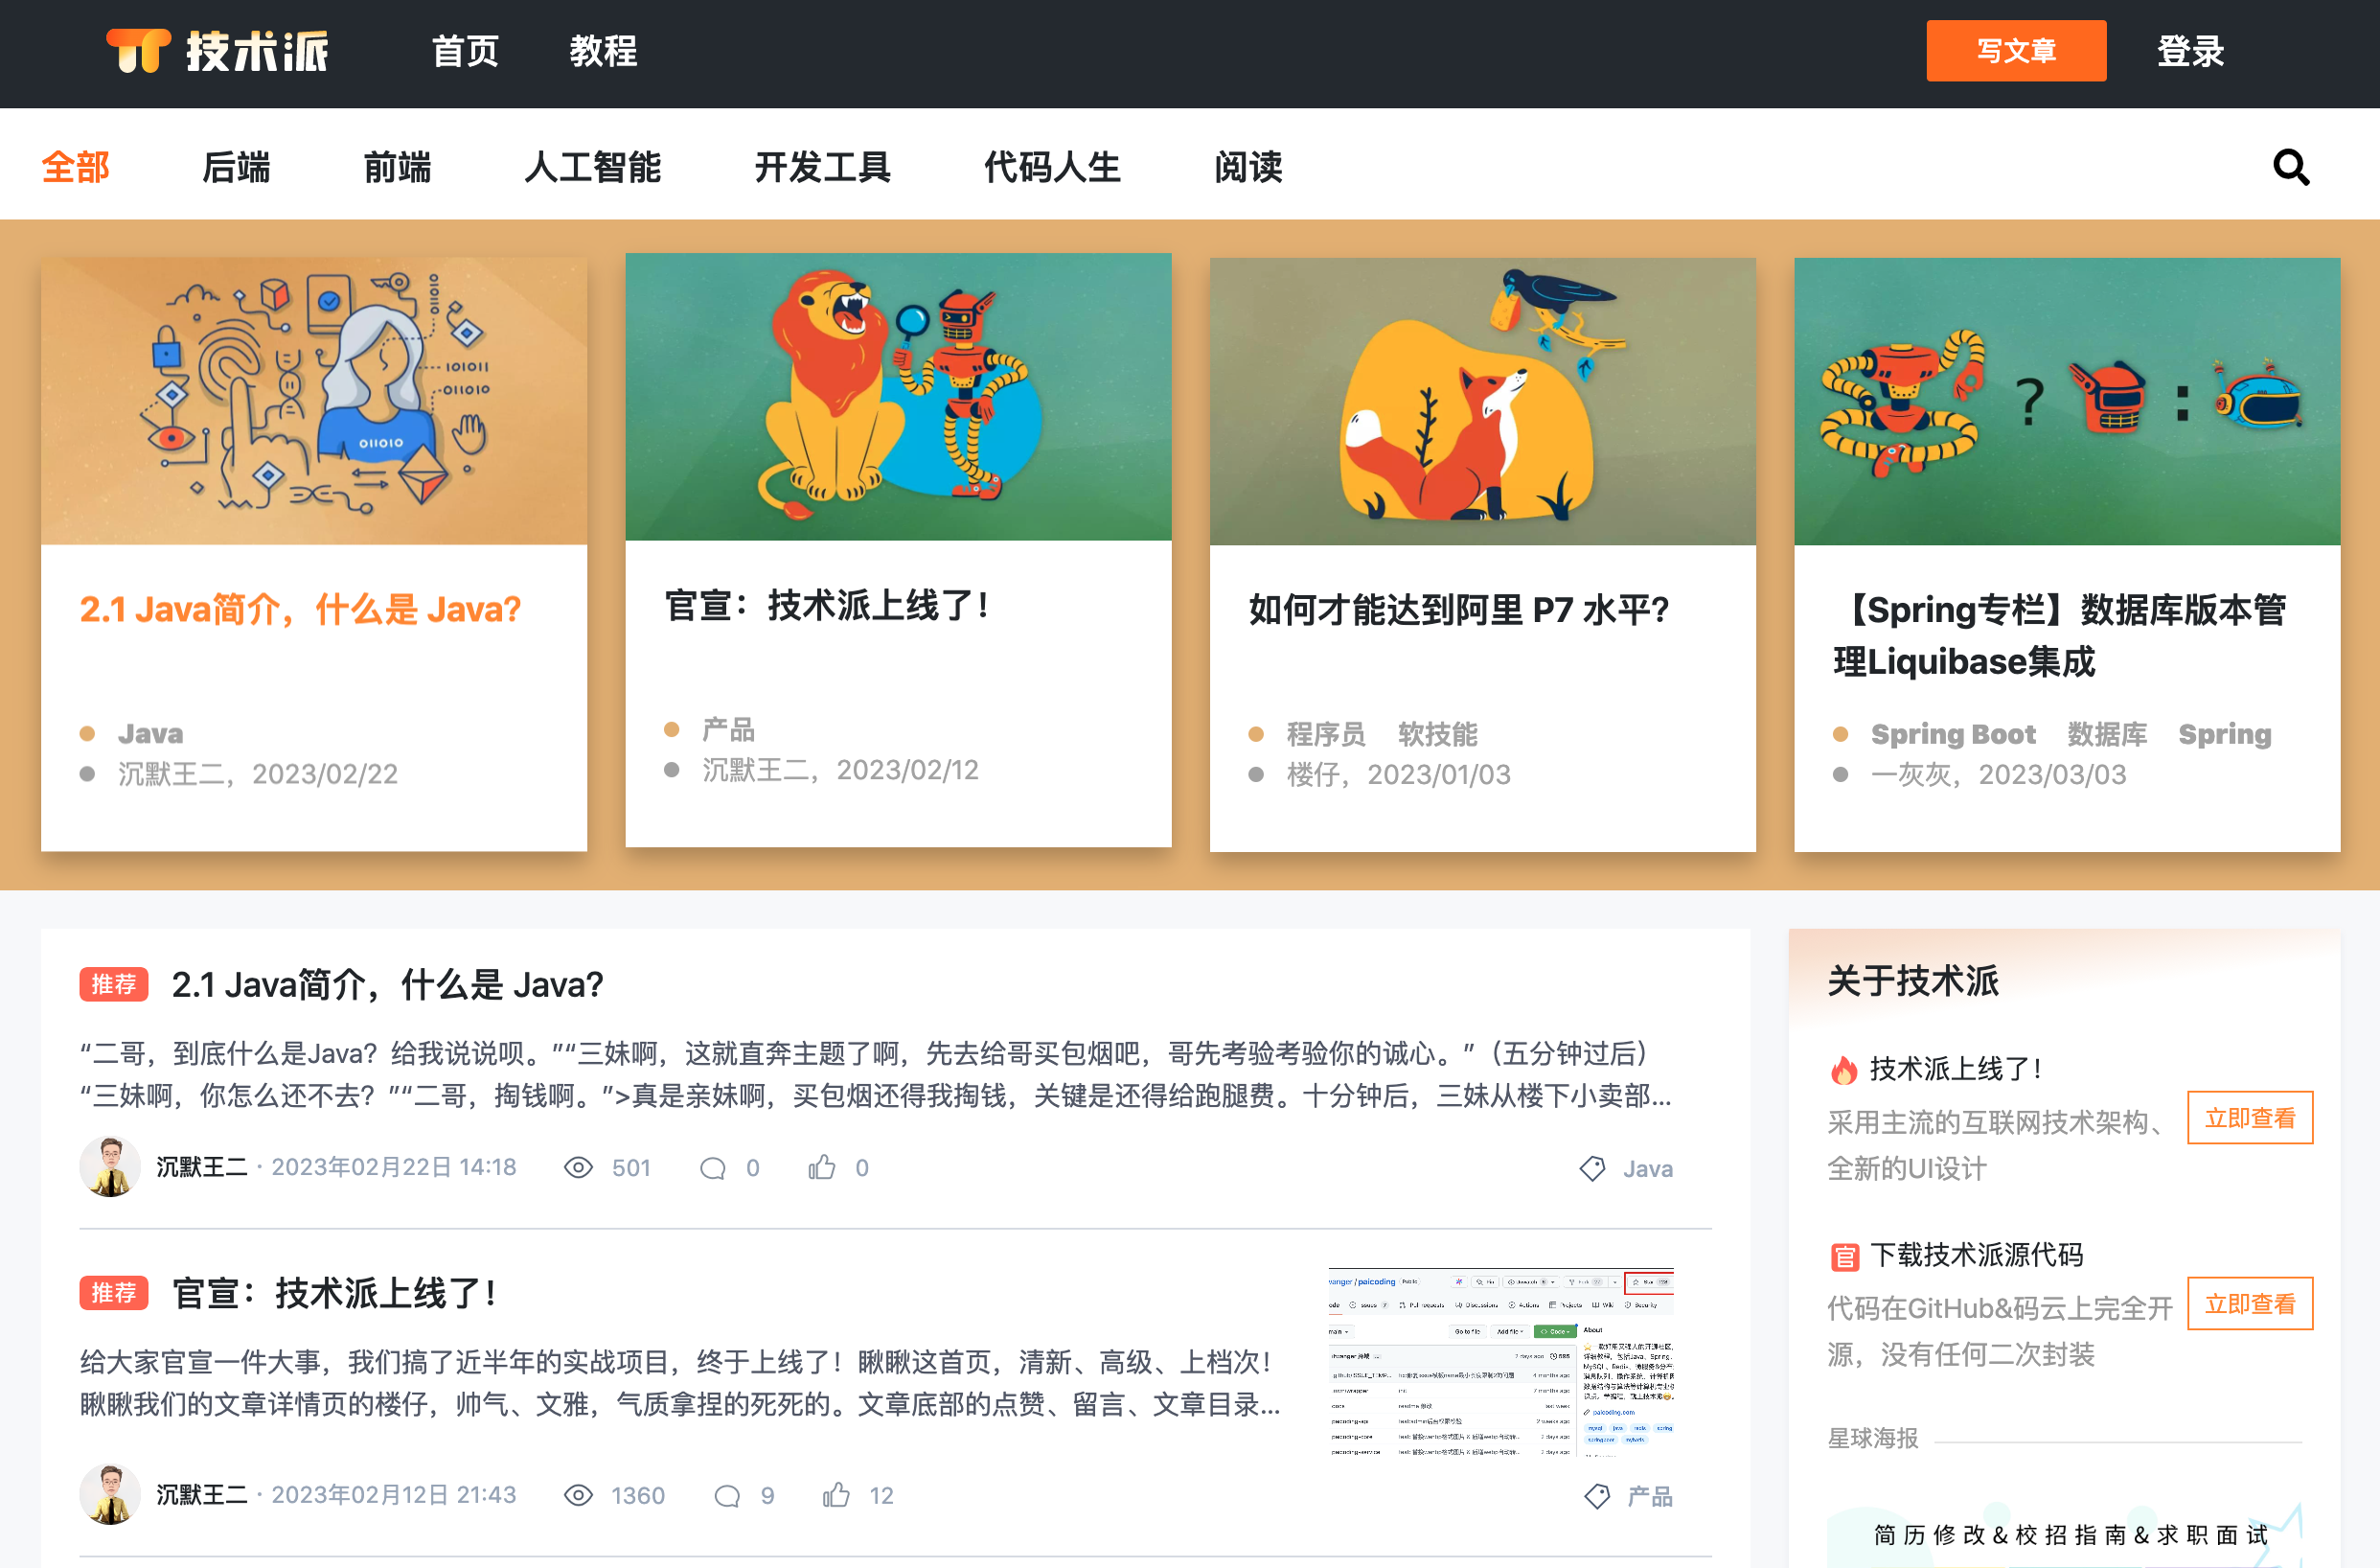 技术派
首页
教程
写文章
登录
全部
后端
前端
人工智能
开发工具
代码人生
阅读
101011
011010
011010
?
:
2.1 Java简介，什么是 Java?
Java
沉默王二，2023/02/22
官宣：技术派上线了！
产品
沉默王二，2023/02/12
如何才能达到阿里 P7 水平?
程序员 软技能
楼仔，2023/01/03
【Spring专栏】数据库版本管
理Liquibase集成
Spring Boot 数据库 Spring
一灰灰，2023/03/03
推荐 2.1 Java简介，什么是 Java?
“二哥，到底什么是Java？给我说说呗。”“三妹啊，这就直奔主题了啊，先去给哥买包烟吧，哥先考验考验你的诚心。”（五分钟过后）
“三妹啊，你怎么还不去？”“二哥，掏钱啊。”>真是亲妹啊，买包烟还得我掏钱，关键是还得给跑腿费。十分钟后，三妹从楼下小卖部...
沉默王二 · 2023年02月22日 14:18 501 0 0 Java
推荐 官宣：技术派上线了！
给大家官宣一件大事，我们搞了近半年的实战项目，终于上线了！瞅瞅这首页，清新、高级、上档次！
瞅瞅我们的文章详情页的楼仔，帅气、文雅，气质拿捏的死死的。文章底部的点赞、留言、文章目录...
vanger / paicoding Public
Issues Pull requests Discussions Actions Projects Wiki Security
Go to file Add file Code About
paicoding.com
沉默王二 · 2023年02月12日 21:43 1360 9 12 产品
关于技术派
技术派上线了！
采用主流的互联网技术架构、
全新的UI设计
立即查看
官 下载技术派源代码
代码在GitHub&码云上完全开
源，没有任何二次封装
立即查看
星球海报
简历修改&校招指南&求职面试